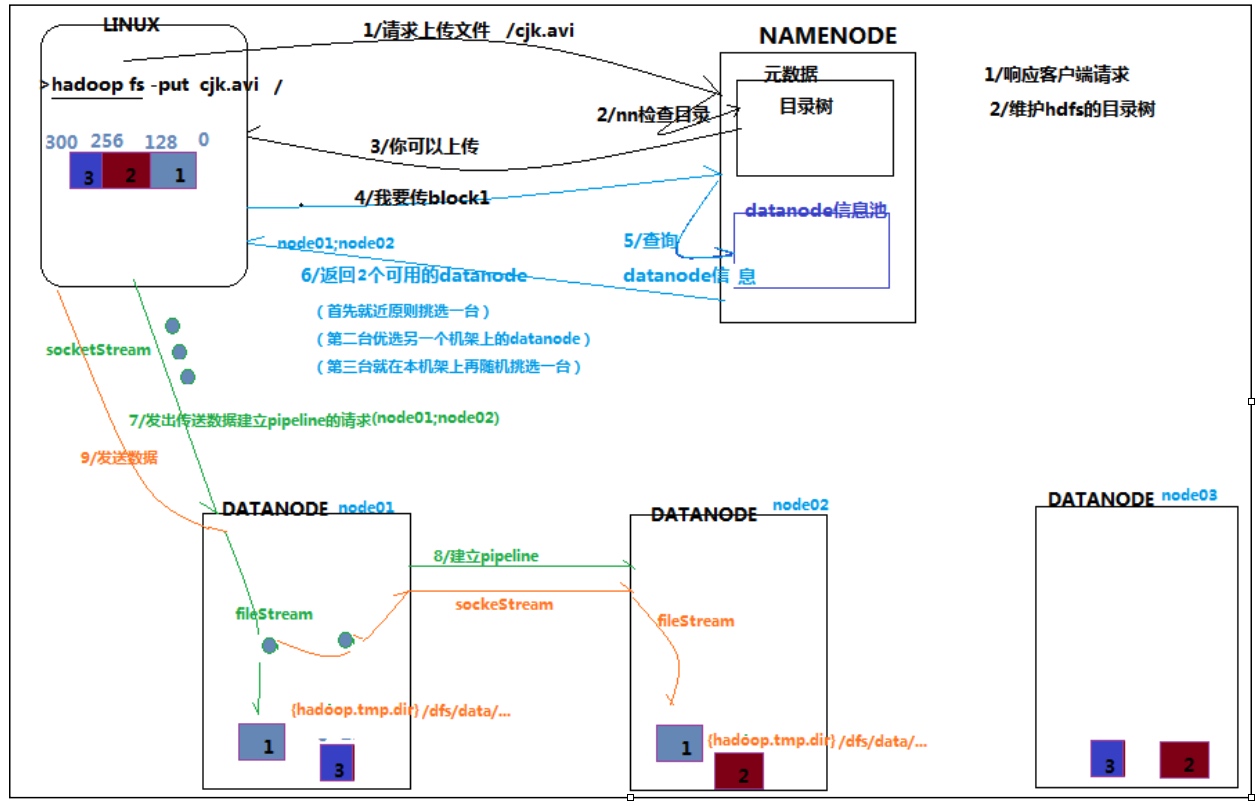 LINUX
1/请求上传文件 /cjk.avi
NAMENODE
>hadoop fs -put cjk.avi /
元数据
目录树
1/响应客户端请求
2/维护hdfs的目录树
2/nn检查目录
300 256 128 0
3 2 1
3/你可以上传
4/我要传block1
datanode信息池
node01;node02
5/查询
datanode信 息
6/返回2个可用的datanode
（首先就近原则挑选一台）
（第二台优选另一个机架上的datanode）
（第三台就在本机架上再随机挑选一台）
socketStream
7/发出传送数据建立pipeline的请求(node01;node02)
9/发送数据
DATANODE node01
DATANODE node02
DATANODE node03
8/建立pipeline
sockeStream
fileStream
fileStream
{hadoop.tmp.dir}/dfs/data/...
1
3
{hadoop.tmp.dir}/dfs/data/...
1
2
3
2